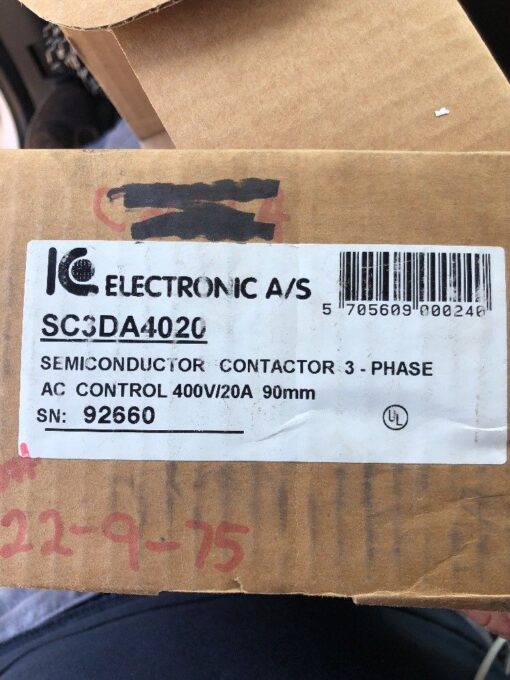 IC ELECTRONIC A/S
5 705609 000240
SC3DA4020
SEMICONDUCTOR CONTACTOR 3 - PHASE
AC CONTROL 400V/20A 90mm
SN: 92660
UL
22-9-75